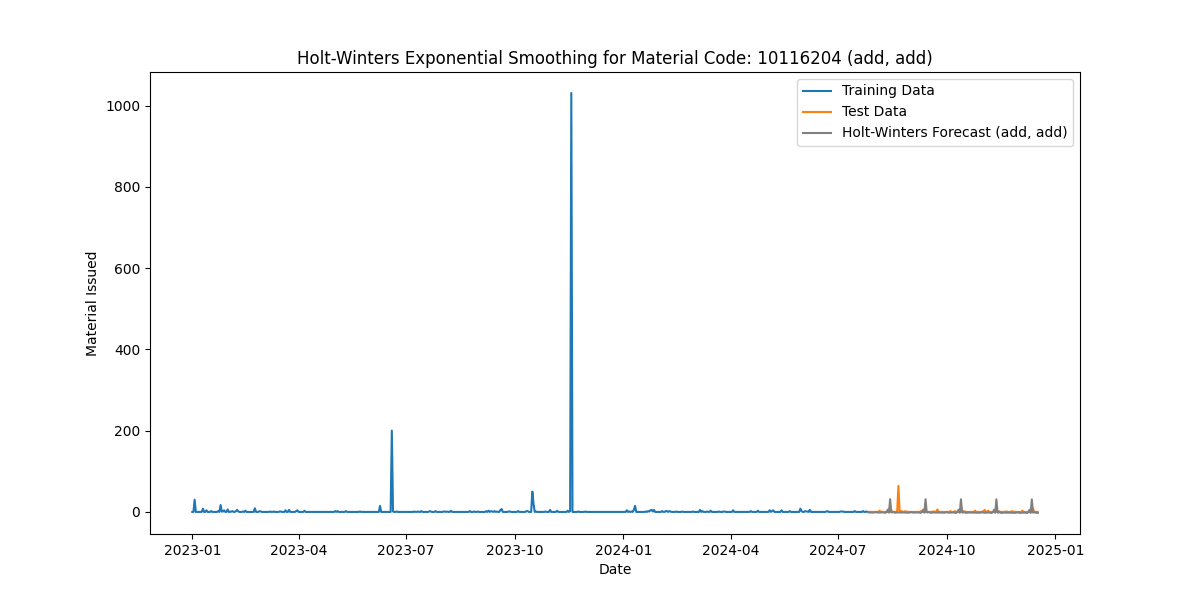 Holt-Winters Exponential Smoothing for Material Code: 10116204 (add, add)
Training Data
Test Data
Holt-Winters Forecast (add, add)
Material Issued
1000
800
600
400
200
0
2023-01 2023-04 2023-07 2023-10 2024-01 2024-04 2024-07 2024-10 2025-01
Date